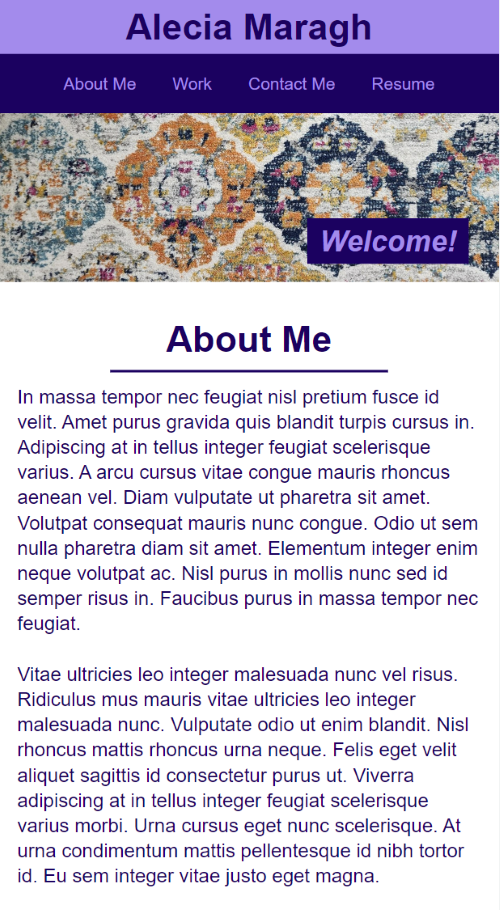 Alecia Maragh
About Me Work Contact Me Resume
Welcome!
About Me
In massa tempor nec feugiat nisl pretium fusce id
velit. Amet purus gravida quis blandit turpis cursus in.
Adipiscing at in tellus integer feugiat scelerisque
varius. A arcu cursus vitae congue mauris rhoncus
aenean vel. Diam vulputate ut pharetra sit amet.
Volutpat consequat mauris nunc congue. Odio ut sem
nulla pharetra diam sit amet. Elementum integer enim
neque volutpat ac. Nisl purus in mollis nunc sed id
semper risus in. Faucibus purus in massa tempor nec
feugiat.
Vitae ultricies leo integer malesuada nunc vel risus.
Ridiculus mus mauris vitae ultricies leo integer
malesuada nunc. Vulputate odio ut enim blandit. Nisl
rhoncus mattis rhoncus urna neque. Felis eget velit
aliquet sagittis id consectetur purus ut. Viverra
adipiscing at in tellus integer feugiat scelerisque
varius morbi. Urna cursus eget nunc scelerisque. At
urna condimentum mattis pellentesque id nibh tortor
id. Eu sem integer vitae justo eget magna.